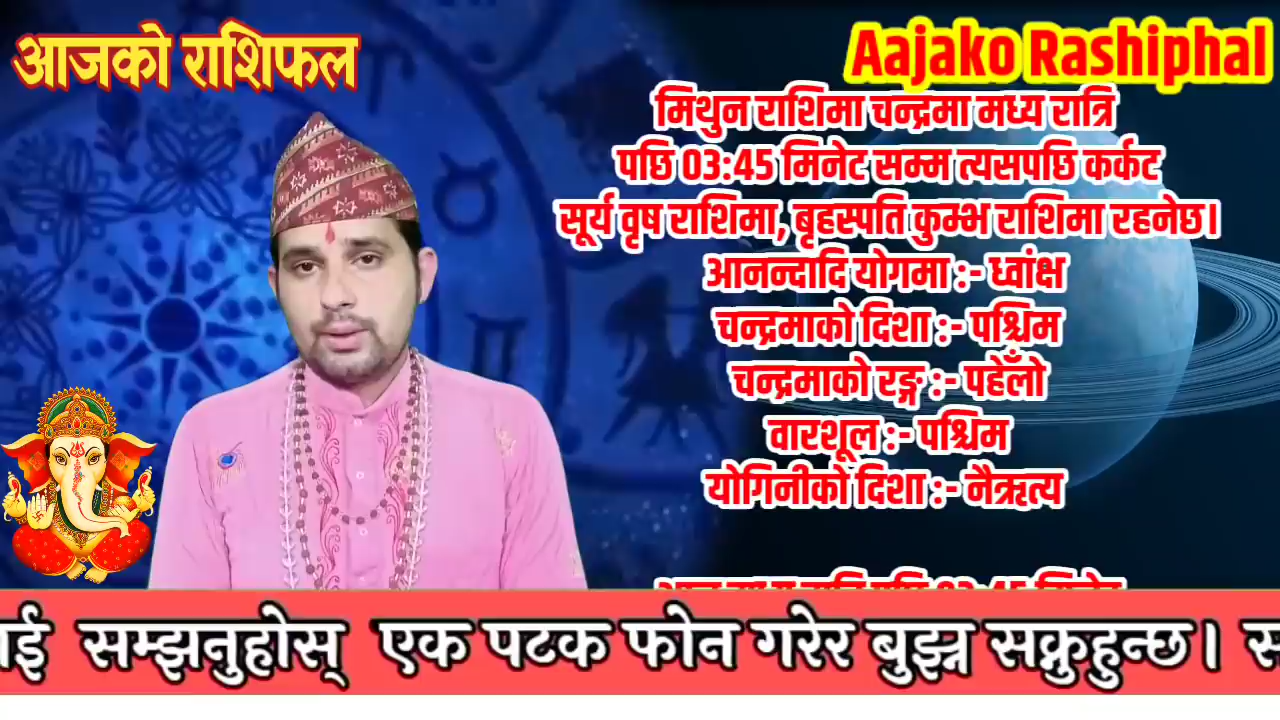 आजको राशिफल
Aajako Rashiphal
मिथुन राशिमा चन्द्रमा मध्य रात्रि
पछि 03:45 मिनेट सम्म त्यसपछि कर्कट
सूर्य वृष राशिमा, बृहस्पति कुम्भ राशिमा रहनेछ।
आनन्दादि योगमा :- ध्वांक्ष
चन्द्रमाको दिशा :- पश्चिम
चन्द्रमाको रङ्ग :- पहेँलो
वारशूल :- पश्चिम
योगिनीको दिशा :- नैऋत्य
सम्झनुहोस् एक पटक फोन गरेर बुझ्न सक्नुहुन्छ।